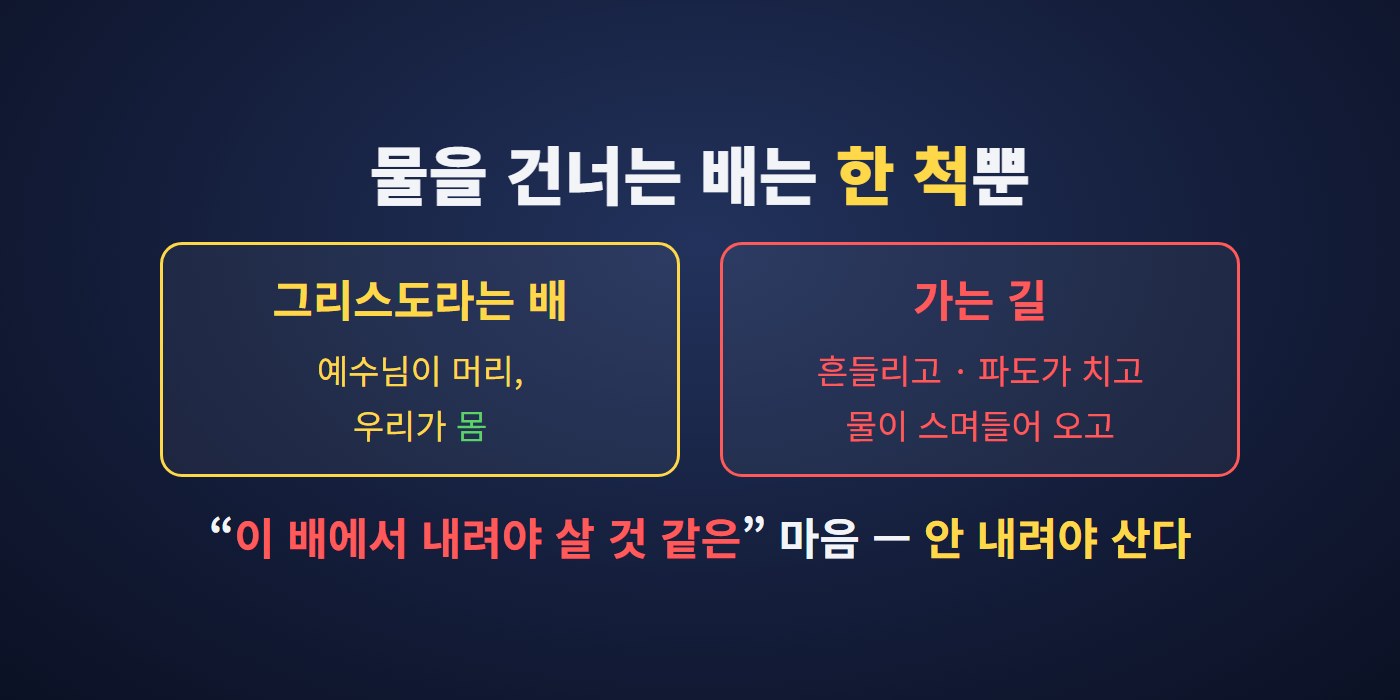 물을 건너는 배는 한 척뿐
그리스도라는 배
예수님이 머리,
우리가 몸
가는 길
흔들리고 · 파도가 치고
물이 스며들어 오고
“이 배에서 내려야 살 것 같은” 마음 — 안 내려야 산다